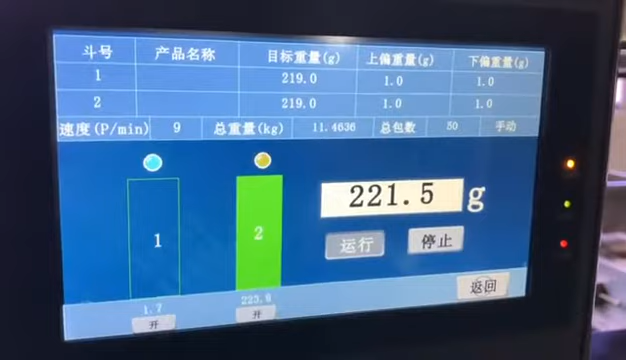 斗号 产品名称 目标重量(g) 上偏重量(g) 下偏重量(g)
1 219.0 1.0 1.0
2 219.0 1.0 1.0
速度(P/min) 9 总重量(kg) 11.4636 总包数 50 手动
1 2 221.5 g
运行 停止
1.7 223.8 返回
开 开